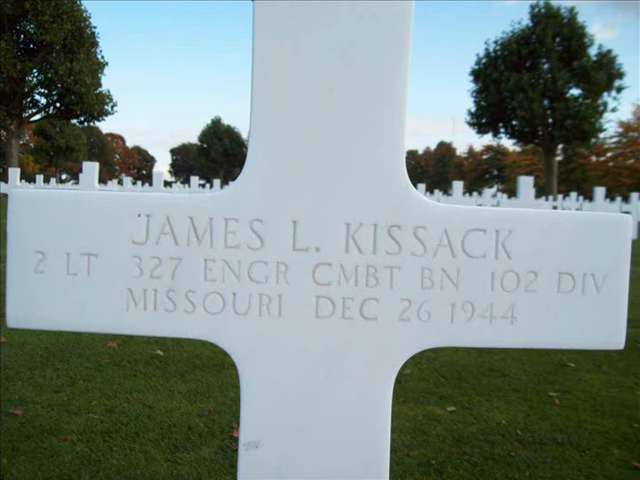 JAMES L. KISSACK
2 LT 327 ENGR CMBT BN 102 DIV
MISSOURI DEC 26 1944